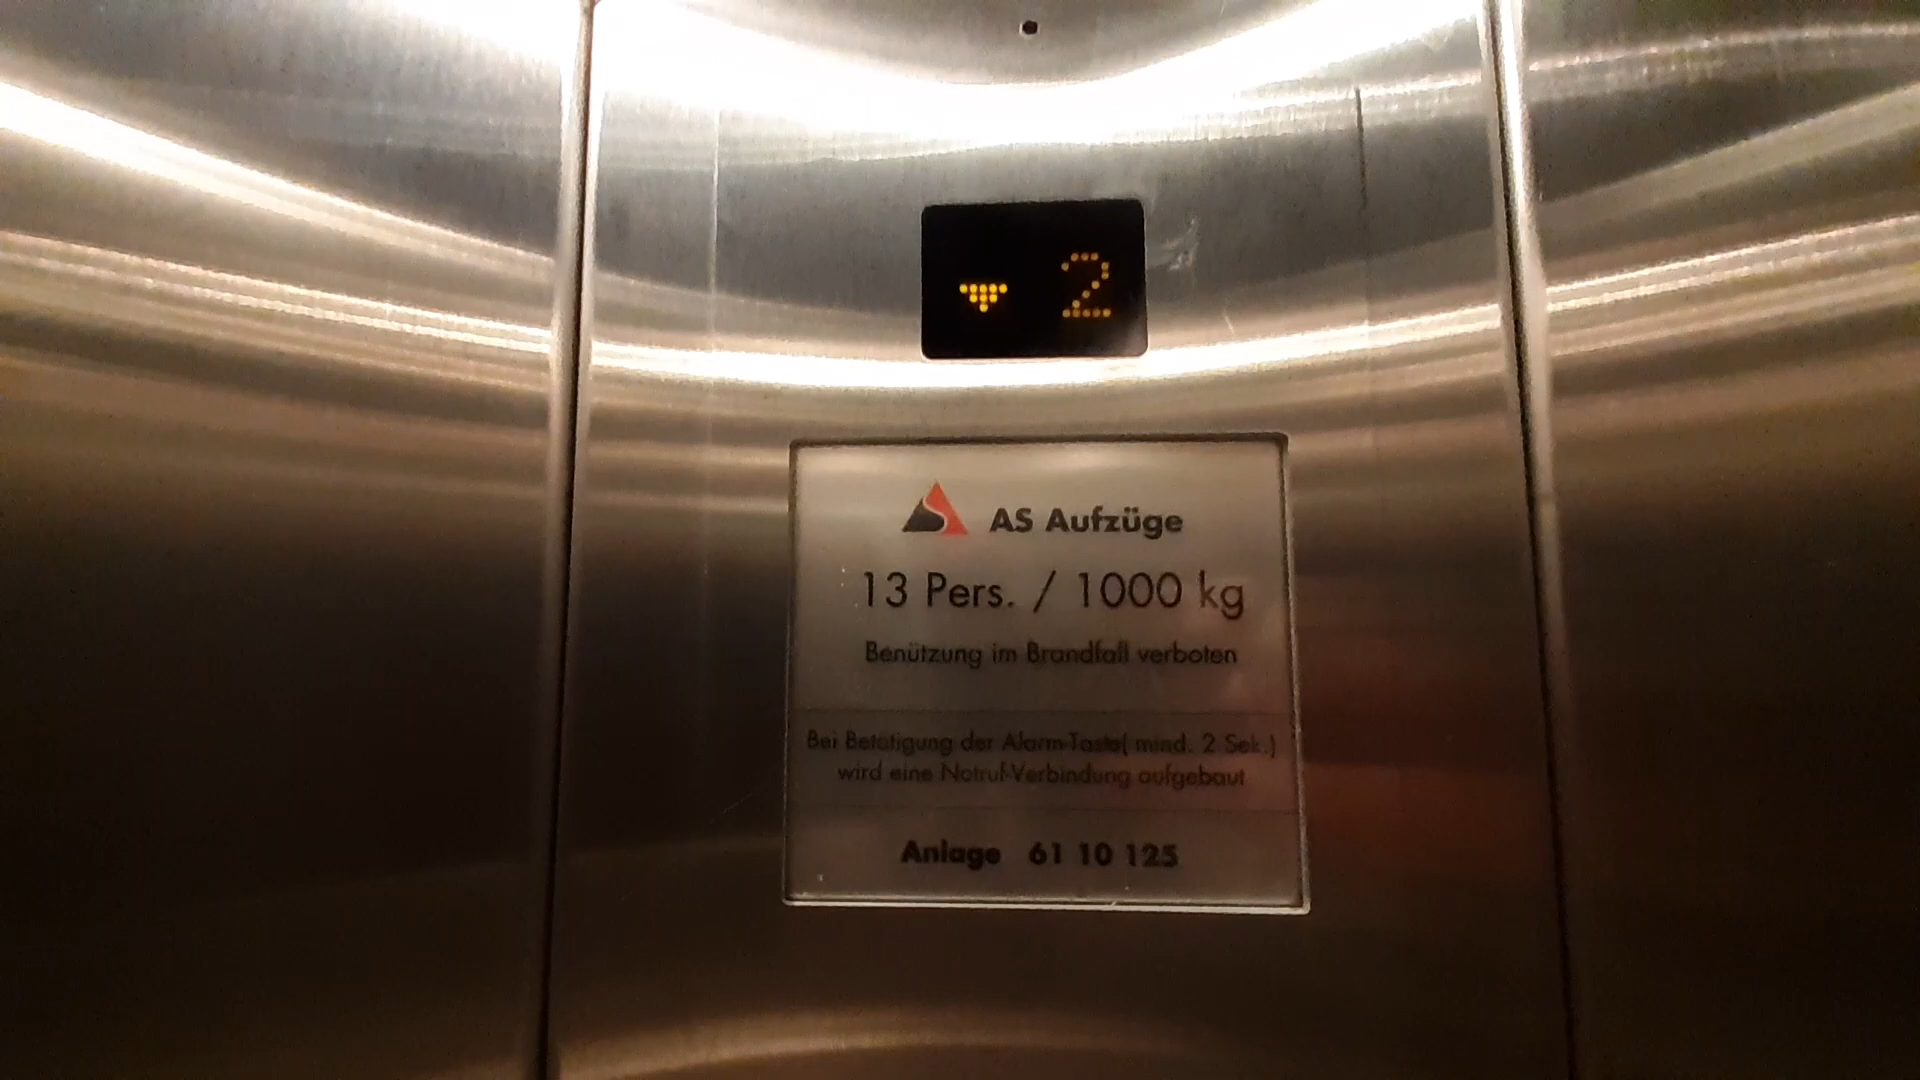 2
AS Aufzüge
13 Pers. / 1000 kg
Benützung im Brandfall verboten
Bei Betätigung der Alarm-Taste( mind. 2 Sek.)
wird eine Notruf-Verbindung aufgebaut
Anlage 61 10 125